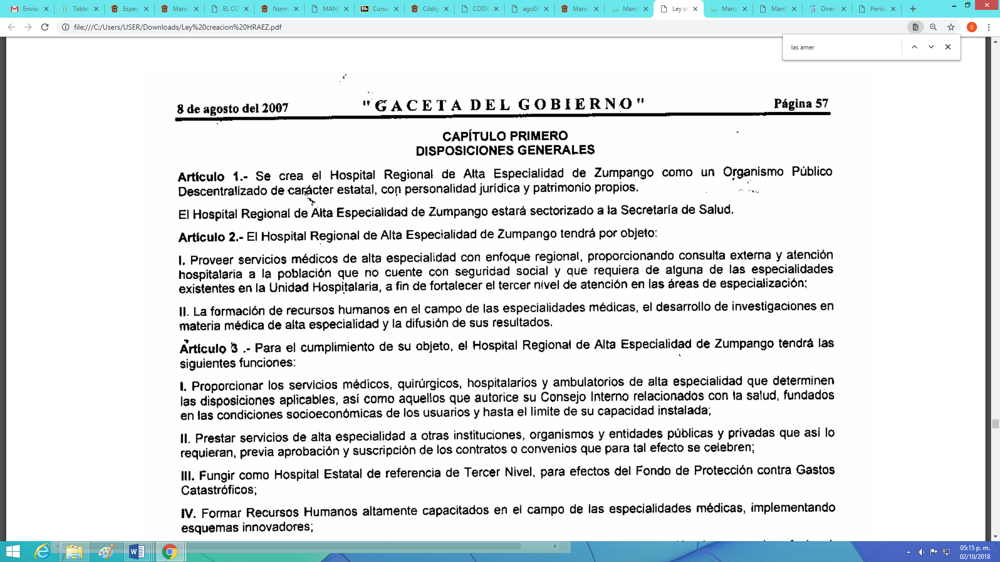 Enviac
Tabler
Especi
Marco
EL CO
Norm
MANU
Curso
Códig
CODIC
ago08
Marco
Marco
Ley cr
Marco
ManG
Direct
Periód
file:///C:/Users/USER/Downloads/Ley%20creacion%20HRAEZ.pdf
S
las amer
8 de agosto del 2007 "GACETA DEL GOBIERNO" Página 57
CAPÍTULO PRIMERO
DISPOSICIONES GENERALES
Artículo 1.- Se crea el Hospital Regional de Alta Especialidad de Zumpango como un Organismo Público
Descentralizado de carácter estatal, con personalidad jurídica y patrimonio propios.
El Hospital Regional de Alta Especialidad de Zumpango estará sectorizado a la Secretaría de Salud.
Artículo 2.- El Hospital Regional de Alta Especialidad de Zumpango tendrá por objeto:
I. Proveer servicios médicos de alta especialidad con enfoque regional, proporcionando consulta externa y atención
hospitalaria a la población que no cuente con seguridad social y que requiera de alguna de las especialidades
existentes en la Unidad Hospitalaria, a fin de fortalecer el tercer nivel de atención en las áreas de especialización;
II. La formación de recursos humanos en el campo de las especialidades médicas, el desarrollo de investigaciones en
materia médica de alta especialidad y la difusión de sus resultados.
Artículo 3 .- Para el cumplimiento de su objeto, el Hospital Regional de Alta Especialidad de Zumpango tendrá las
siguientes funciones:
I. Proporcionar los servicios médicos, quirúrgicos, hospitalarios y ambulatorios de alta especialidad que determinen
las disposiciones aplicables, así como aquellos que autorice su Consejo Interno relacionados con la salud, fundados
en las condiciones socioeconómicas de los usuarios y hasta el límite de su capacidad instalada;
II. Prestar servicios de alta especialidad a otras instituciones, organismos y entidades públicas y privadas que así lo
requieran, previa aprobación y suscripción de los contratos o convenios que para tal efecto se celebren;
III. Fungir como Hospital Estatal de referencia de Tercer Nivel, para efectos del Fondo de Protección contra Gastos
Catastróficos;
IV. Formar Recursos Humanos altamente capacitados en el campo de las especialidades médicas, implementando
esquemas innovadores;
05:15 p. m.
02/10/2018